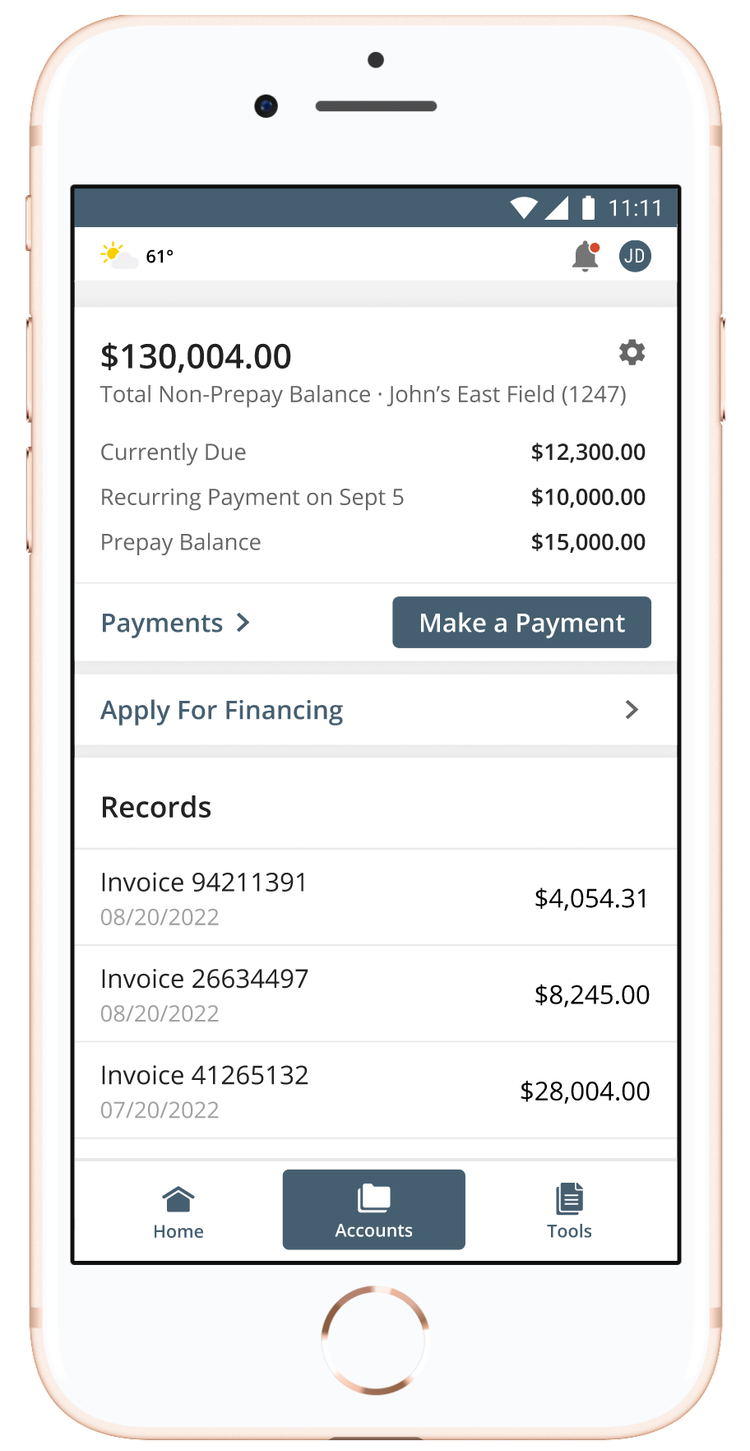 11:11
61°
JD
$130,004.00
Total Non-Prepay Balance · John’s East Field (1247)
Currently Due $12,300.00
Recurring Payment on Sept 5 $10,000.00
Prepay Balance $15,000.00
Payments Make a Payment
Apply For Financing
Records
Invoice 94211391
08/20/2022
$4,054.31
Invoice 26634497
08/20/2022
$8,245.00
Invoice 41265132
07/20/2022
$28,004.00
Home Accounts Tools